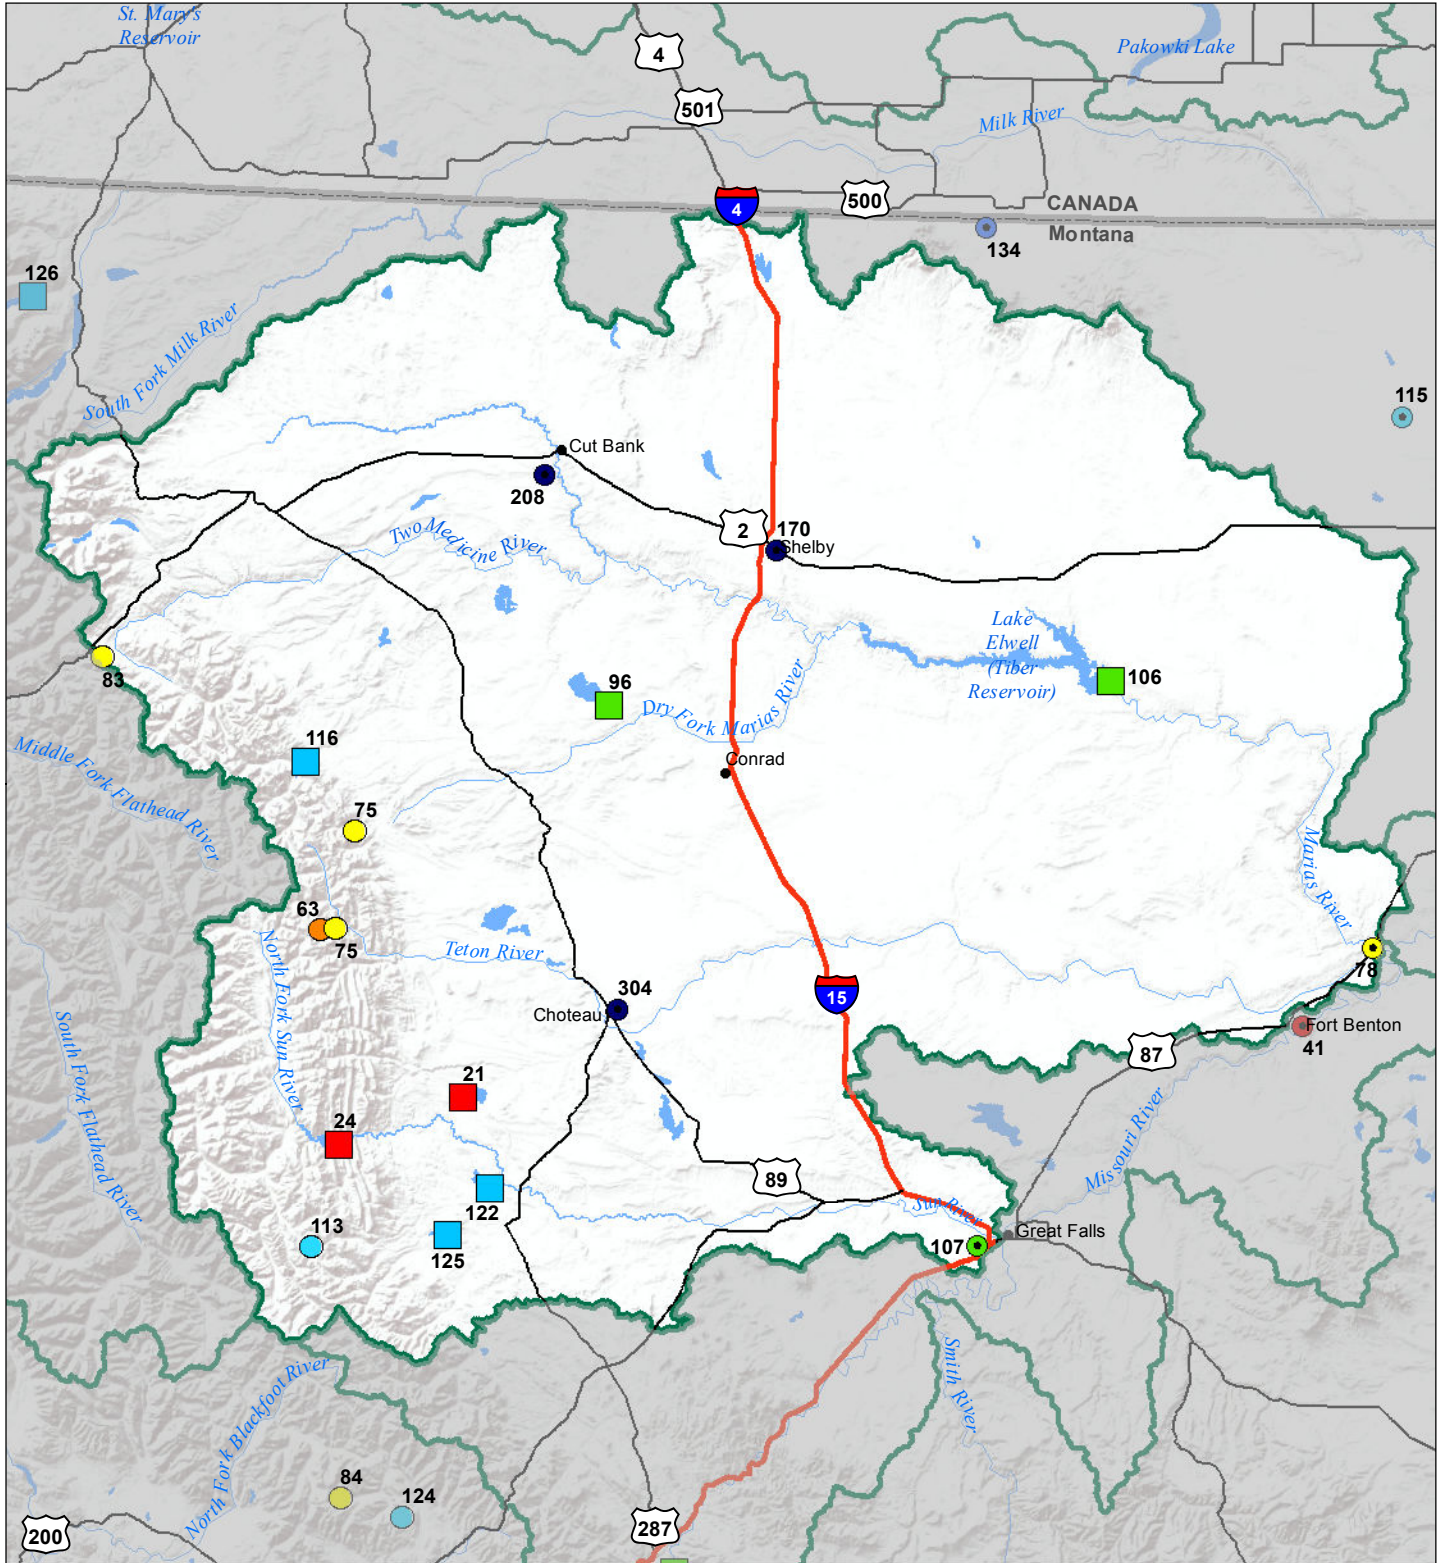 St. Mary's
Reservoir
4
Pakowki Lake
501
Milk River
4
500
CANADA
Montana
134
126
South Fork Milk River
115
Cut Bank
208
2
170
Shelby
Two Medicine River
Lake
Elwell
(Tiber
Reservoir)
83
96
106
Dry Fork Marias River
116
Middle Fork Flathead River
Conrad
75
Marias River
63
75
Teton River
North Fork Sun River
78
304
15
Choteau
Fort Benton
41
South Fork Flathead River
87
21
24
Missouri River
89
122
Sun River
113
125
107
Great Falls
Smith River
North Fork Blackfoot River
84
124
200
287